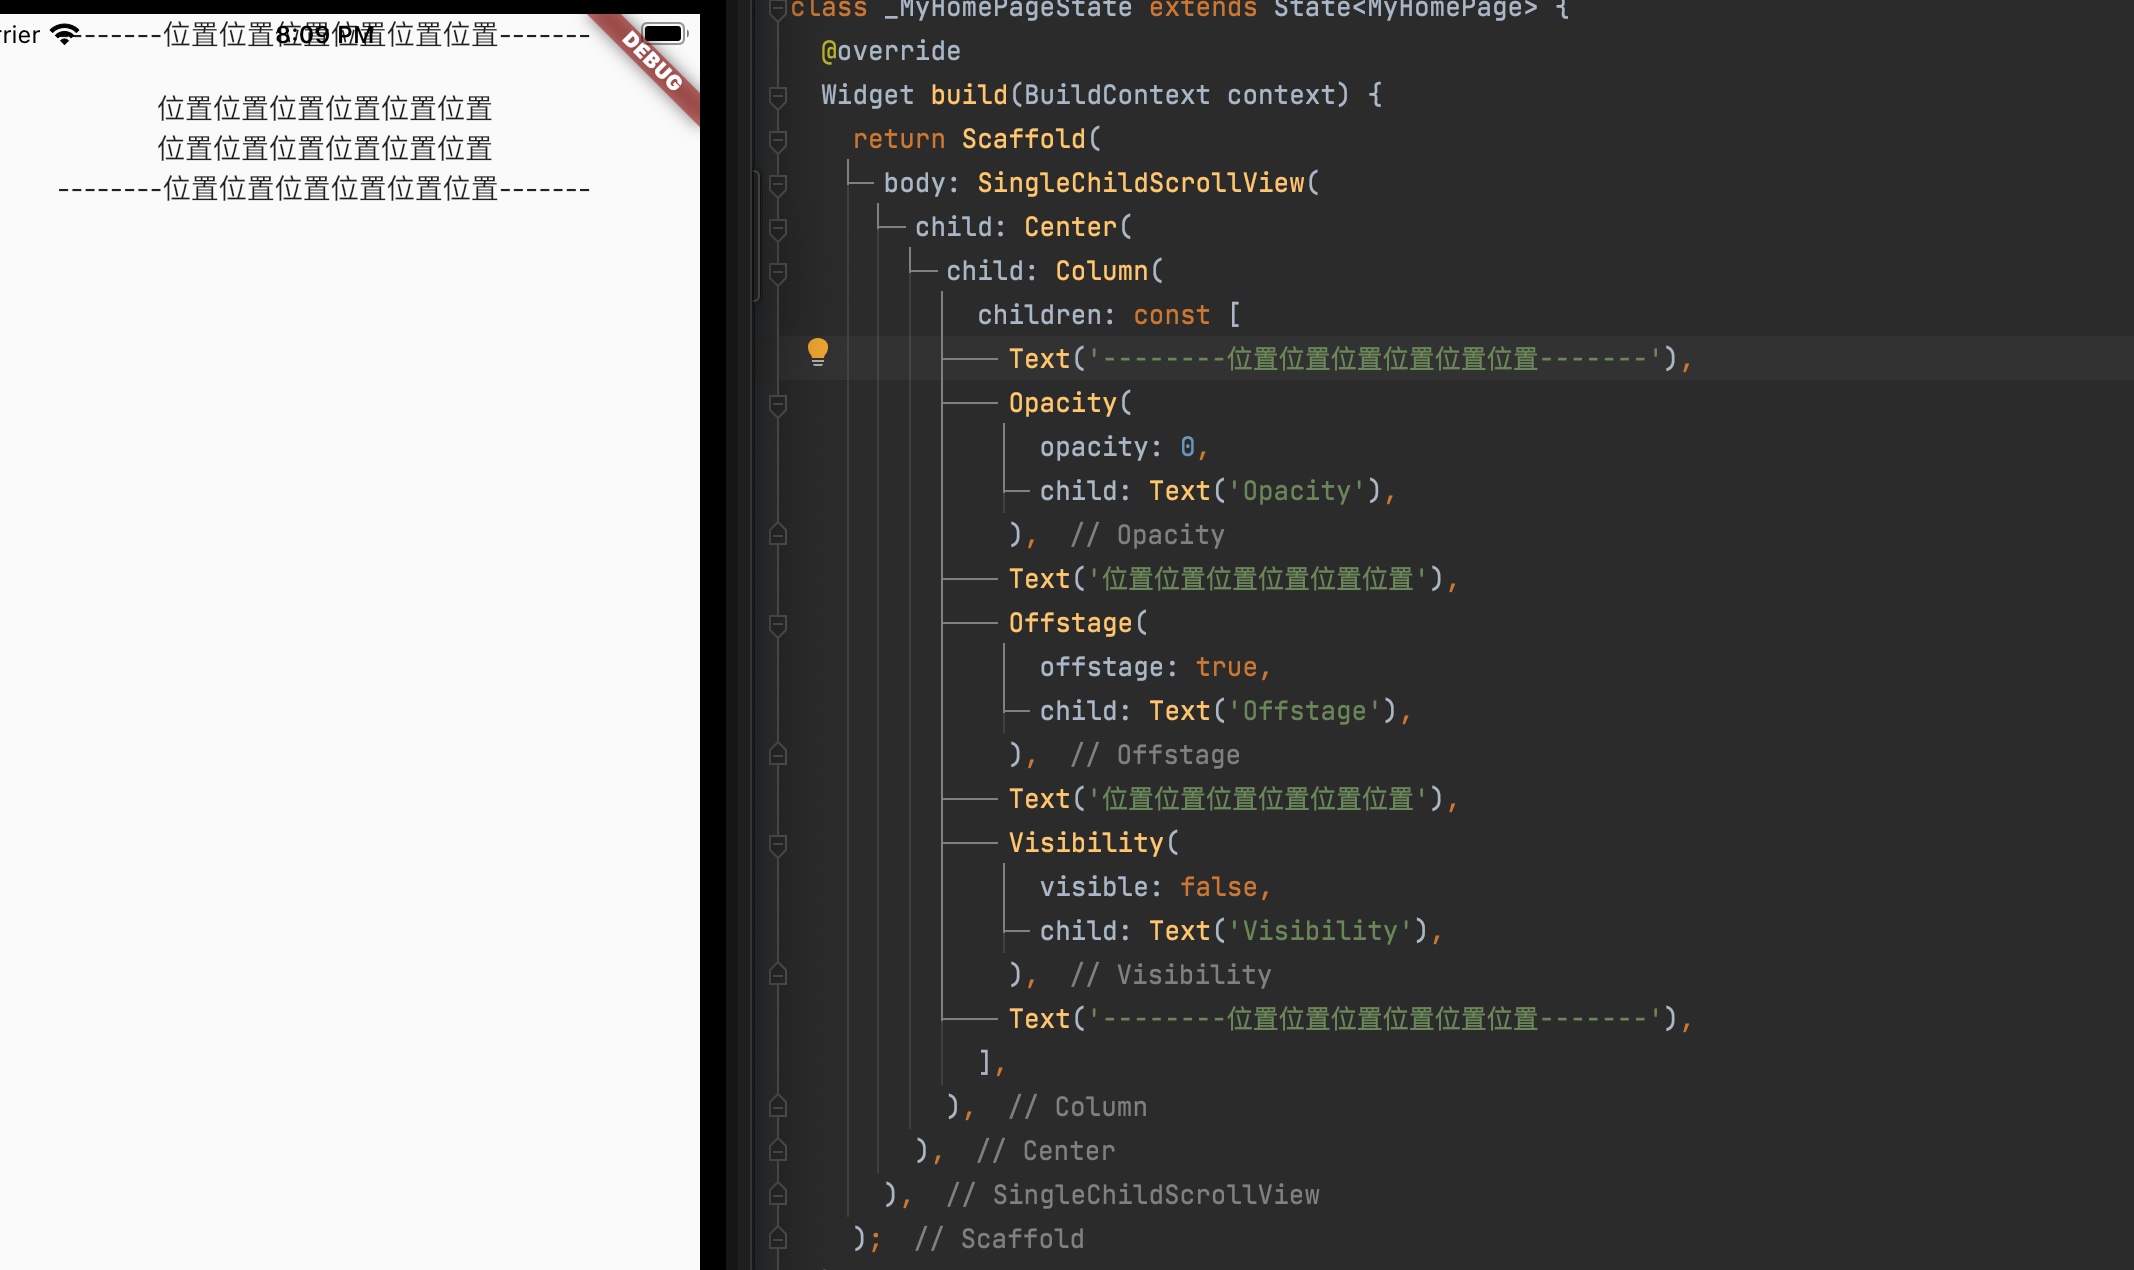 rier 8:09 PM
--------位置位置位置位置位置位置-------
DEBUG
位置位置位置位置位置位置
位置位置位置位置位置位置
--------位置位置位置位置位置位置-------
class _MyHomePageState extends State<MyHomePage> {
@override
Widget build(BuildContext context) {
return Scaffold(
body: SingleChildScrollView(
child: Center(
child: Column(
children: const [
Text('--------位置位置位置位置位置位置-------'),
Opacity(
opacity: 0,
child: Text('Opacity'),
), // Opacity
Text('位置位置位置位置位置位置'),
Offstage(
offstage: true,
child: Text('Offstage'),
), // Offstage
Text('位置位置位置位置位置位置'),
Visibility(
visible: false,
child: Text('Visibility'),
), // Visibility
Text('--------位置位置位置位置位置位置-------'),
],
), // Column
), // Center
), // SingleChildScrollView
); // Scaffold